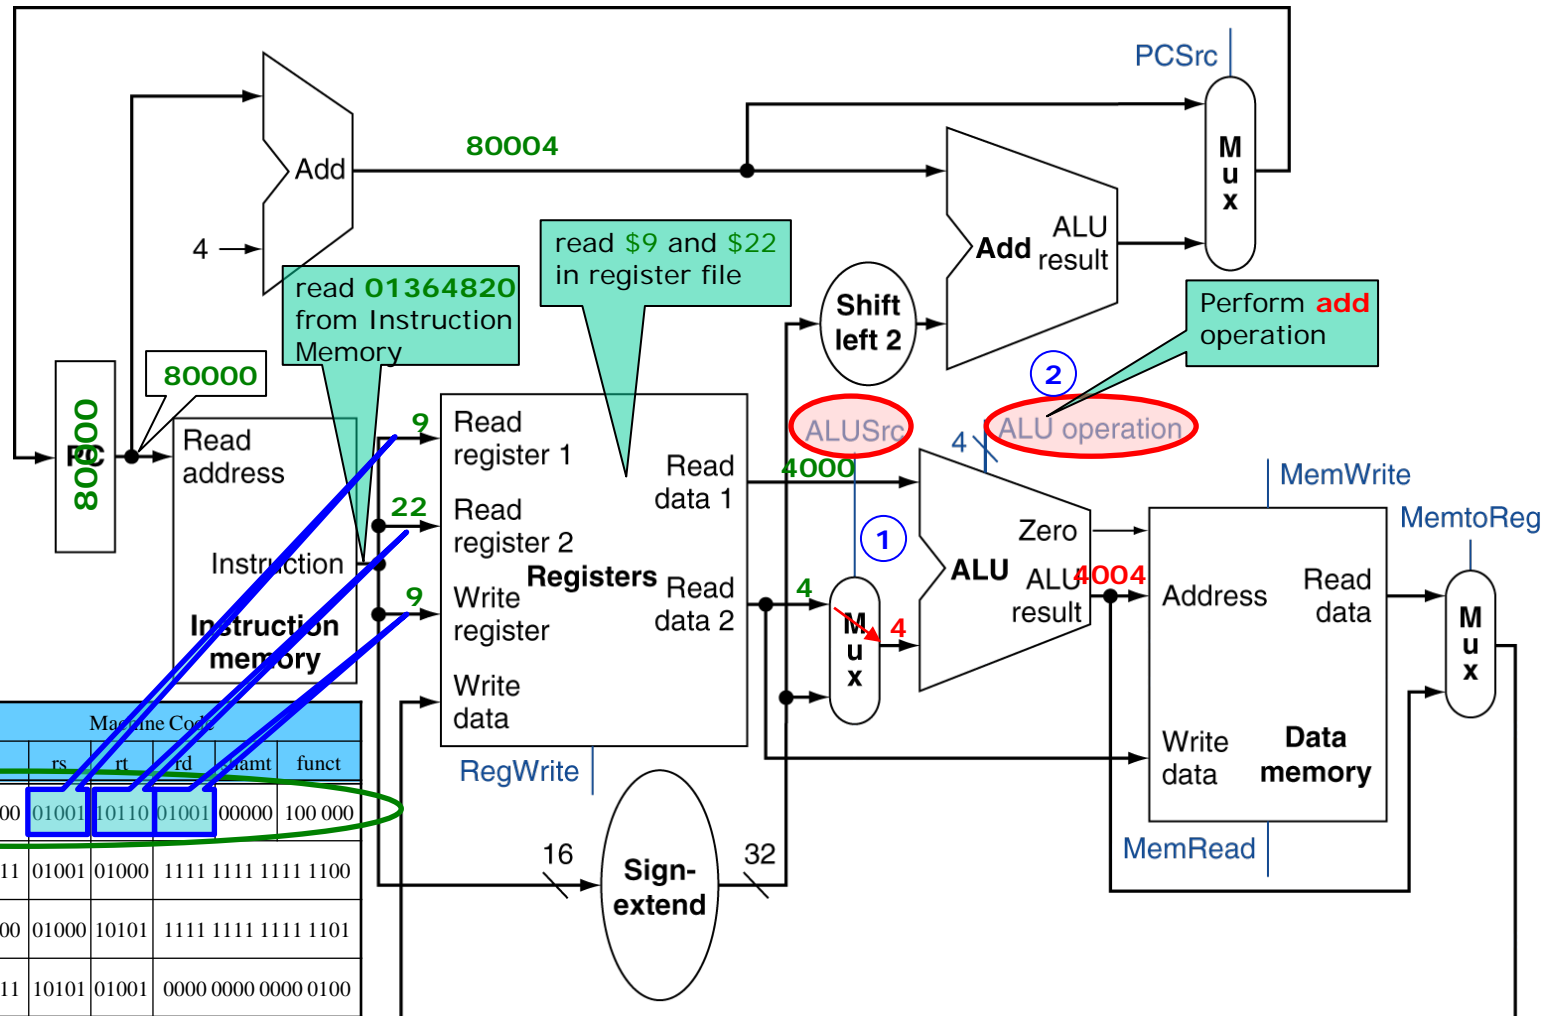 PCSrc
M
u
x
80004
Add
4
ALU
Add result
read $9 and $22
in register file
read 01364820
from Instruction
Memory
Shift
left 2
Perform add
operation
2
80000
PC
80000
Read
address
Instruction
Instruction
memory
9
Read
register 1
22
Read
register 2
Registers
9
Write
register
Write
data
Read
data 1
Read
data 2
RegWrite
ALUSrc
4000
4
ALU operation
1
4
M
u
x
4
Zero
ALU
ALU
result
4004
MemWrite
MemtoReg
Address
Read
data
Write
data
Data
memory
MemRead
M
u
x
16
Sign-
extend
32
Machine Code
rs rt rd shamt funct
00 01001 10110 01001 00000 100 000
11 01001 01000 1111 1111 1111 1100
00 01000 10101 1111 1111 1111 1101
11 10101 01001 0000 0000 0000 0100